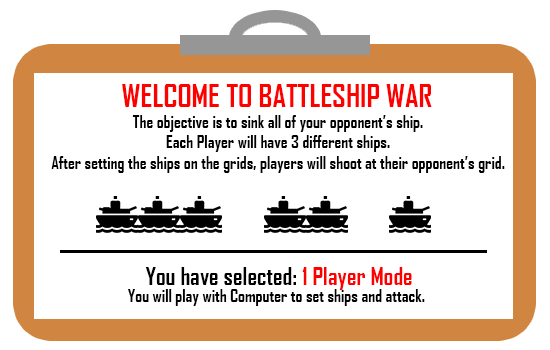 WELCOME TO BATTLESHIP WAR
The objective is to sink all of your opponent's ship.
Each Player will have 3 different ships.
After setting the ships on the grids, players will shoot at their opponent's grid.
You have selected: 1 Player Mode
You will play with Computer to set ships and attack.